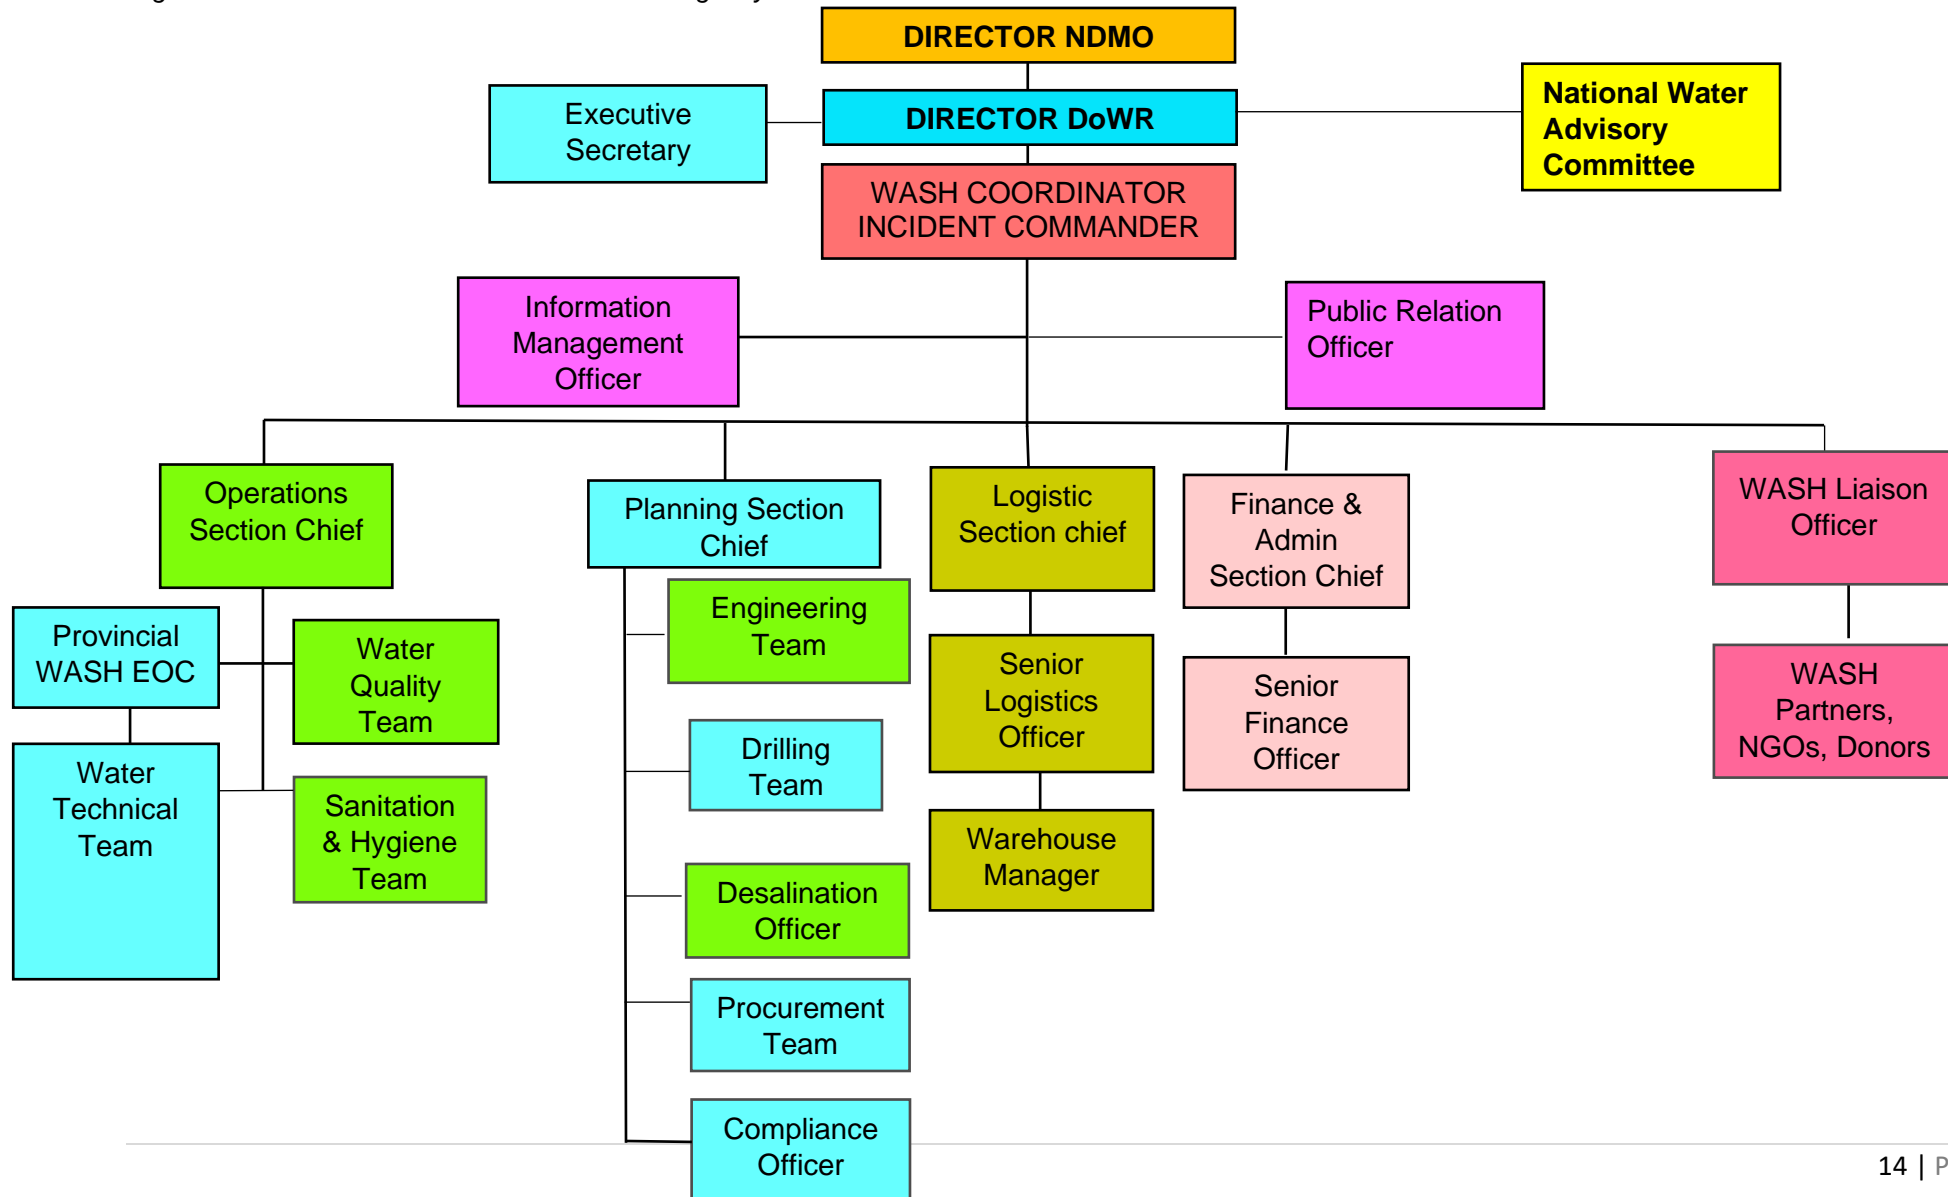 DIRECTOR NDMO
Executive
Secretary
DIRECTOR DoWR
National Water
Advisory
Committee
WASH COORDINATOR
INCIDENT COMMANDER
Information
Management
Officer
Public Relation
Officer
Operations
Section Chief
Planning Section
Chief
Logistic
Section chief
Finance &
Admin
Section Chief
WASH Liaison
Officer
Provincial
WASH EOC
Water
Quality
Team
Engineering
Team
Senior
Logistics
Officer
Senior
Finance
Officer
WASH
Partners,
NGOs, Donors
Water
Technical
Team
Sanitation
& Hygiene
Team
Drilling
Team
Warehouse
Manager
Desalination
Officer
Procurement
Team
Compliance
Officer
14 | P